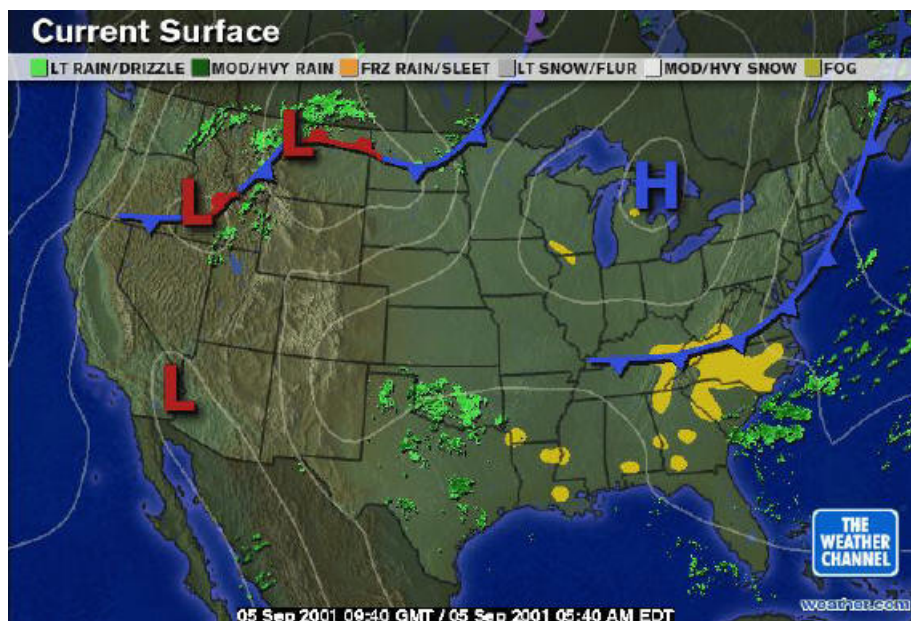 Current Surface
LT RAIN/DRIZZLE MOD/HVY RAIN FRZ RAIN/SLEET LT SNOW/FLUR MOD/HVY SNOW FOG
L
H
L
L
THE
WEATHER
CHANNEL
weather.com
05 Sep 2001 09:40 GMT / 05 Sep 2001 05:40 AM EDT